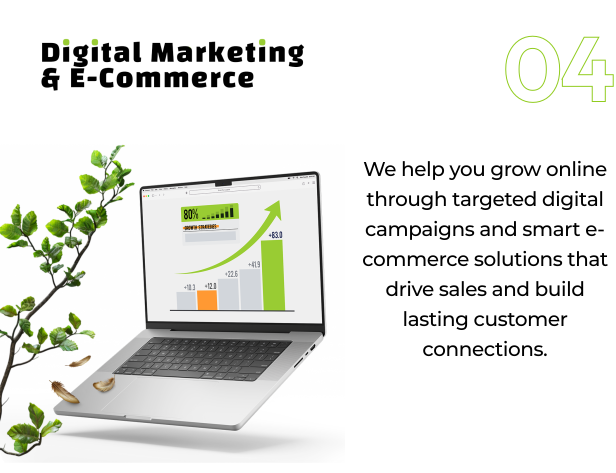 Digital Marketing
& E-Commerce
04
We help you grow online
through targeted digital
campaigns and smart e-
commerce solutions that
drive sales and build
lasting customer
connections.
80%
GROWTH STRATEGIES
+10.3
+12.0
+22.6
+41.9
+83.0